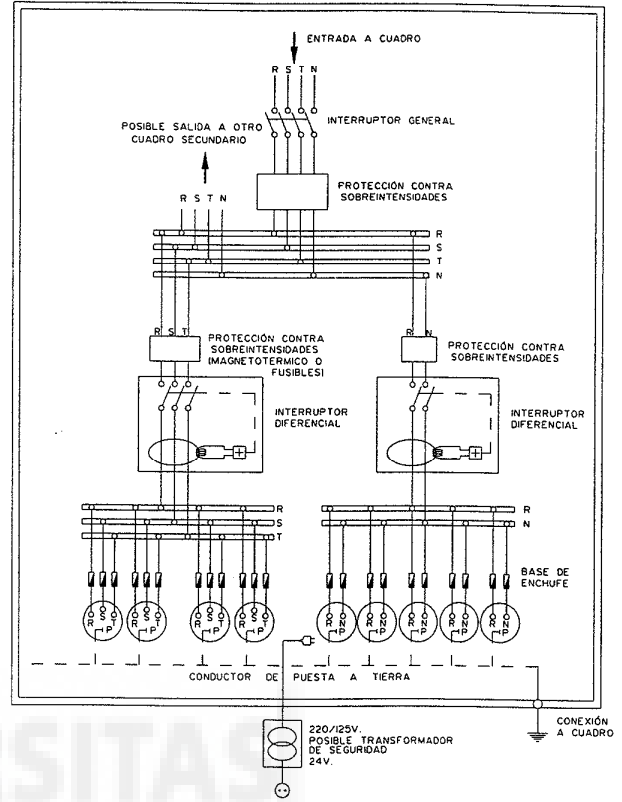 ENTRADA A CUADRO
R S T N
INTERRUPTOR GENERAL
POSIBLE SALIDA A OTRO
CUADRO SECUNDARIO
PROTECCIÓN CONTRA
SOBREINTENSIDADES
R S T N
R
S
T
N
R S T
PROTECCIÓN CONTRA
SOBREINTENSIDADES
(MAGNETOTERMICO O
FUSIBLES)
R N
PROTECCIÓN CONTRA
SOBREINTENSIDADES
INTERRUPTOR
DIFERENCIAL
INTERRUPTOR
DIFERENCIAL
R
S
T
R
N
BASE DE
ENCHUFE
R S T P
R S T P
R S T P
R S T P
R N P
R N P
R N P
R N P
R N P
CONDUCTOR DE PUESTA A TIERRA
CONEXIÓN
A CUADRO
220/125V.
POSIBLE TRANSFORMADOR
DE SEGURIDAD
24V.
SITAS